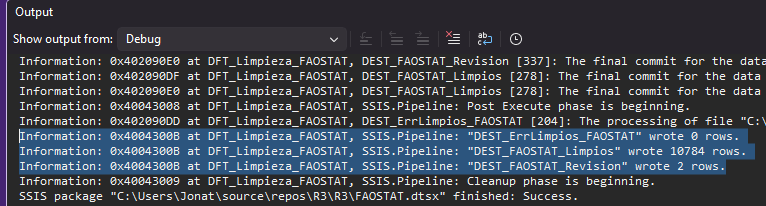 Output
Show output from: Debug
Information: 0x402090E0 at DFT_Limpieza_FAOSTAT, DEST_FAOSTAT_Revision [337]: The final commit for the data
Information: 0x402090DF at DFT_Limpieza_FAOSTAT, DEST_FAOSTAT_Limpios [278]: The final commit for the data
Information: 0x402090E0 at DFT_Limpieza_FAOSTAT, DEST_FAOSTAT_Limpios [278]: The final commit for the data
Information: 0x40043008 at DFT_Limpieza_FAOSTAT, SSIS.Pipeline: Post Execute phase is beginning.
Information: 0x402090DD at DFT_Limpieza_FAOSTAT, DEST_ErrLimpios_FAOSTAT [204]: The processing of file "C:\
Information: 0x4004300B at DFT_Limpieza_FAOSTAT, SSIS.Pipeline: "DEST_ErrLimpios_FAOSTAT" wrote 0 rows.
Information: 0x4004300B at DFT_Limpieza_FAOSTAT, SSIS.Pipeline: "DEST_FAOSTAT_Limpios" wrote 10784 rows.
Information: 0x4004300B at DFT_Limpieza_FAOSTAT, SSIS.Pipeline: "DEST_FAOSTAT_Revision" wrote 2 rows.
Information: 0x40043009 at DFT_Limpieza_FAOSTAT, SSIS.Pipeline: Cleanup phase is beginning.
SSIS package "C:\Users\Jonat\source\repos\R3\R3\FAOSTAT.dtsx" finished: Success.